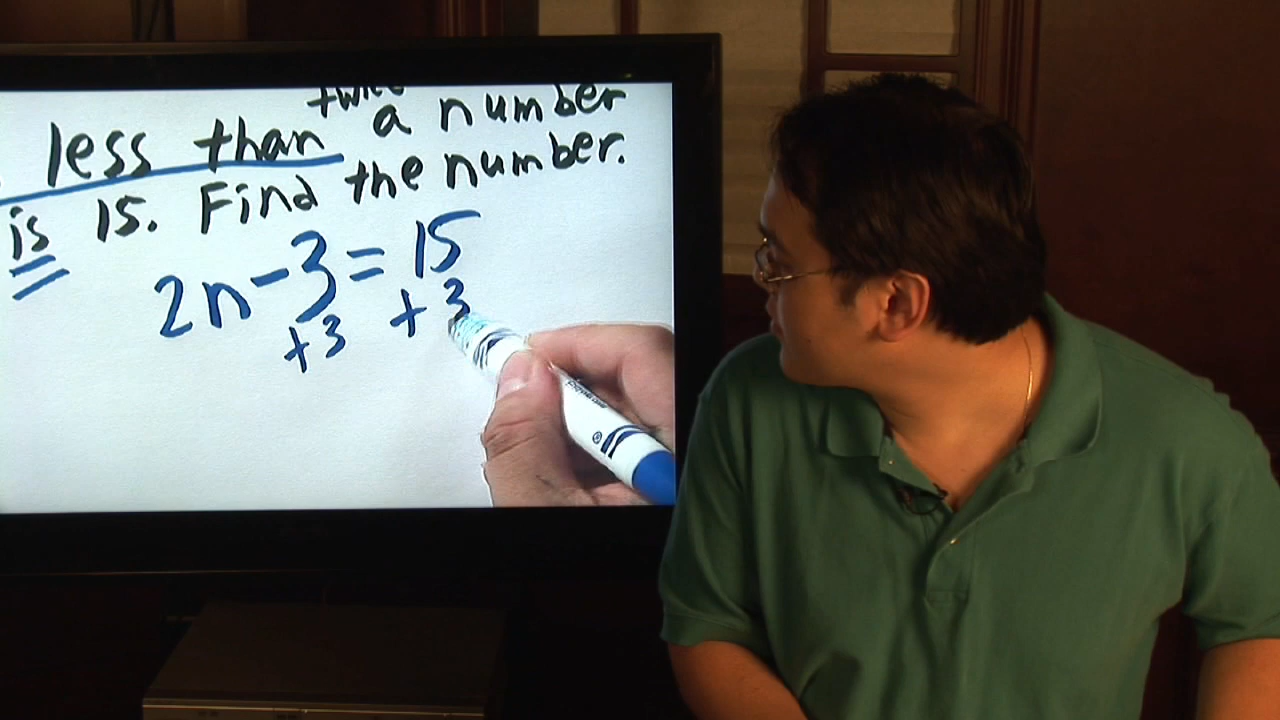 twice
less than a number
is 15. Find the number.
2n - 3 = 15
+3 +3